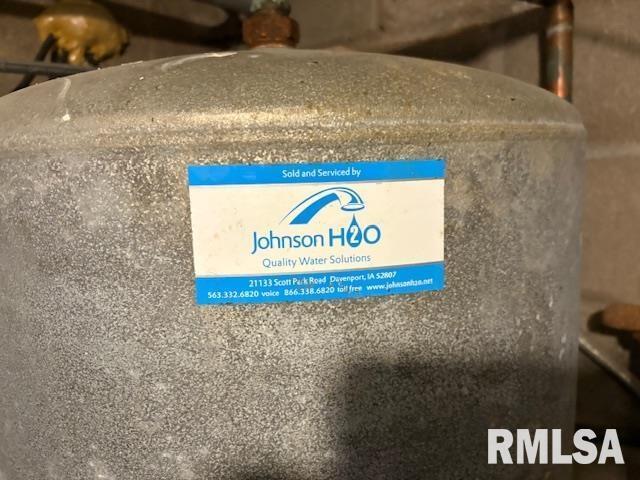 Sold and Serviced by
Johnson H2O
Quality Water Solutions
21133 Scott Park Road Davenport, IA 52807
563.332.6820 voice 866.338.6820 toll free www.johnsonh2o.net
RMLSA